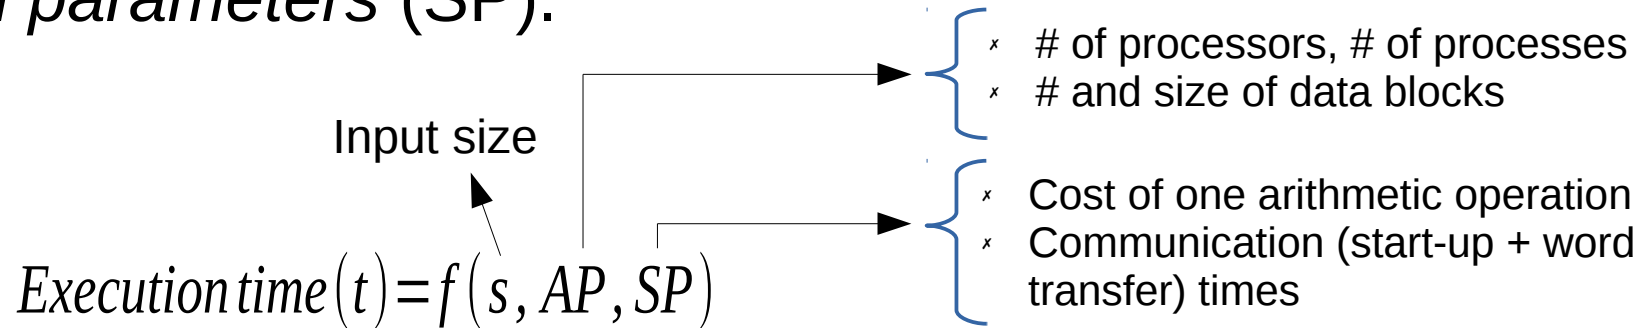 parameters (SP).
# of processors, # of processes
# and size of data blocks
Input size
Cost of one arithmetic operation
Communication (start-up + word
transfer) times
Execution time(t)=f(s, AP, SP)